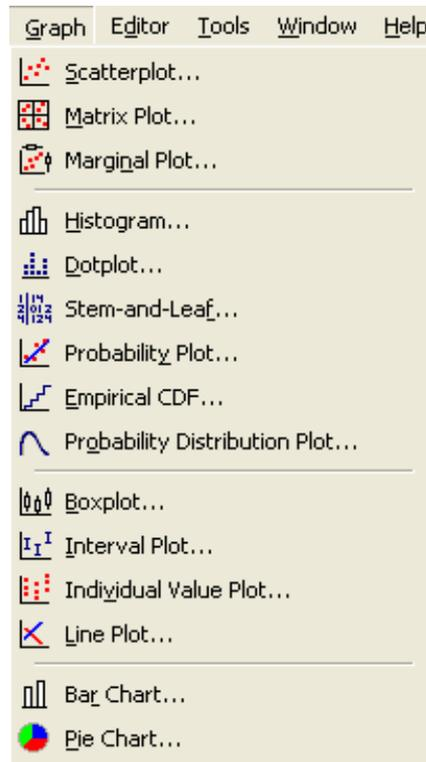 Graph Editor Tools Window Help
Scatterplot...
Matrix Plot...
Marginal Plot...
Histogram...
Dotplot...
Stem-and-Leaf...
Probability Plot...
Empirical CDF...
Probability Distribution Plot...
Boxplot...
Interval Plot...
Individual Value Plot...
Line Plot...
Bar Chart...
Pie Chart...